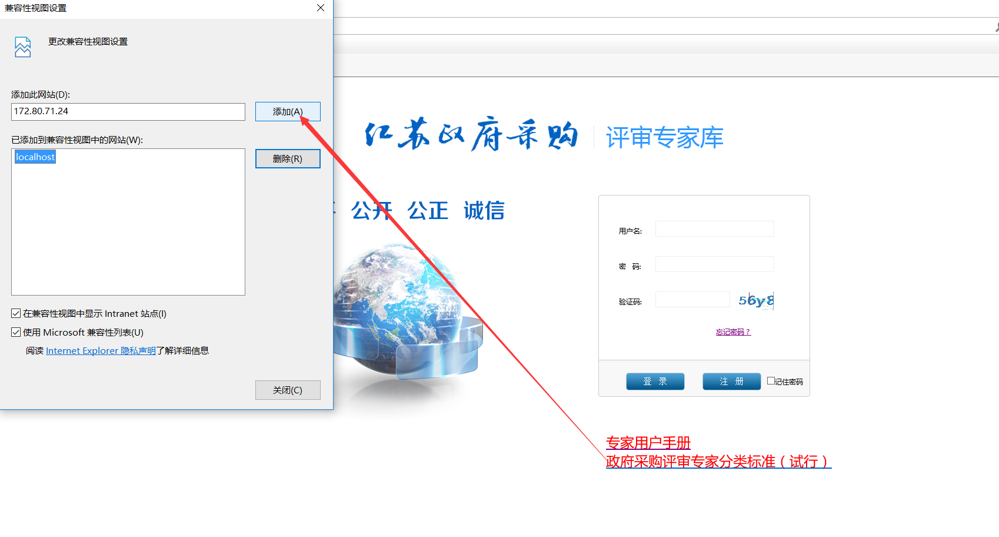 兼容性视图设置
更改兼容性视图设置
添加此网站(D):
172.80.71.24
添加(A)
已添加到兼容性视图中的网站(W):
localhost
删除(R)
在兼容性视图中显示 Intranet 站点(I)
使用 Microsoft 兼容性列表(U)
阅读 Internet Explorer 隐私声明了解详细信息
关闭(C)
江苏政府采购
评审专家库
公开 公正 诚信
用户名:
密 码:
验证码:
56y8
忘记密码？
登 录
注 册
记住密码
专家用户手册
政府采购评审专家分类标准（试行）